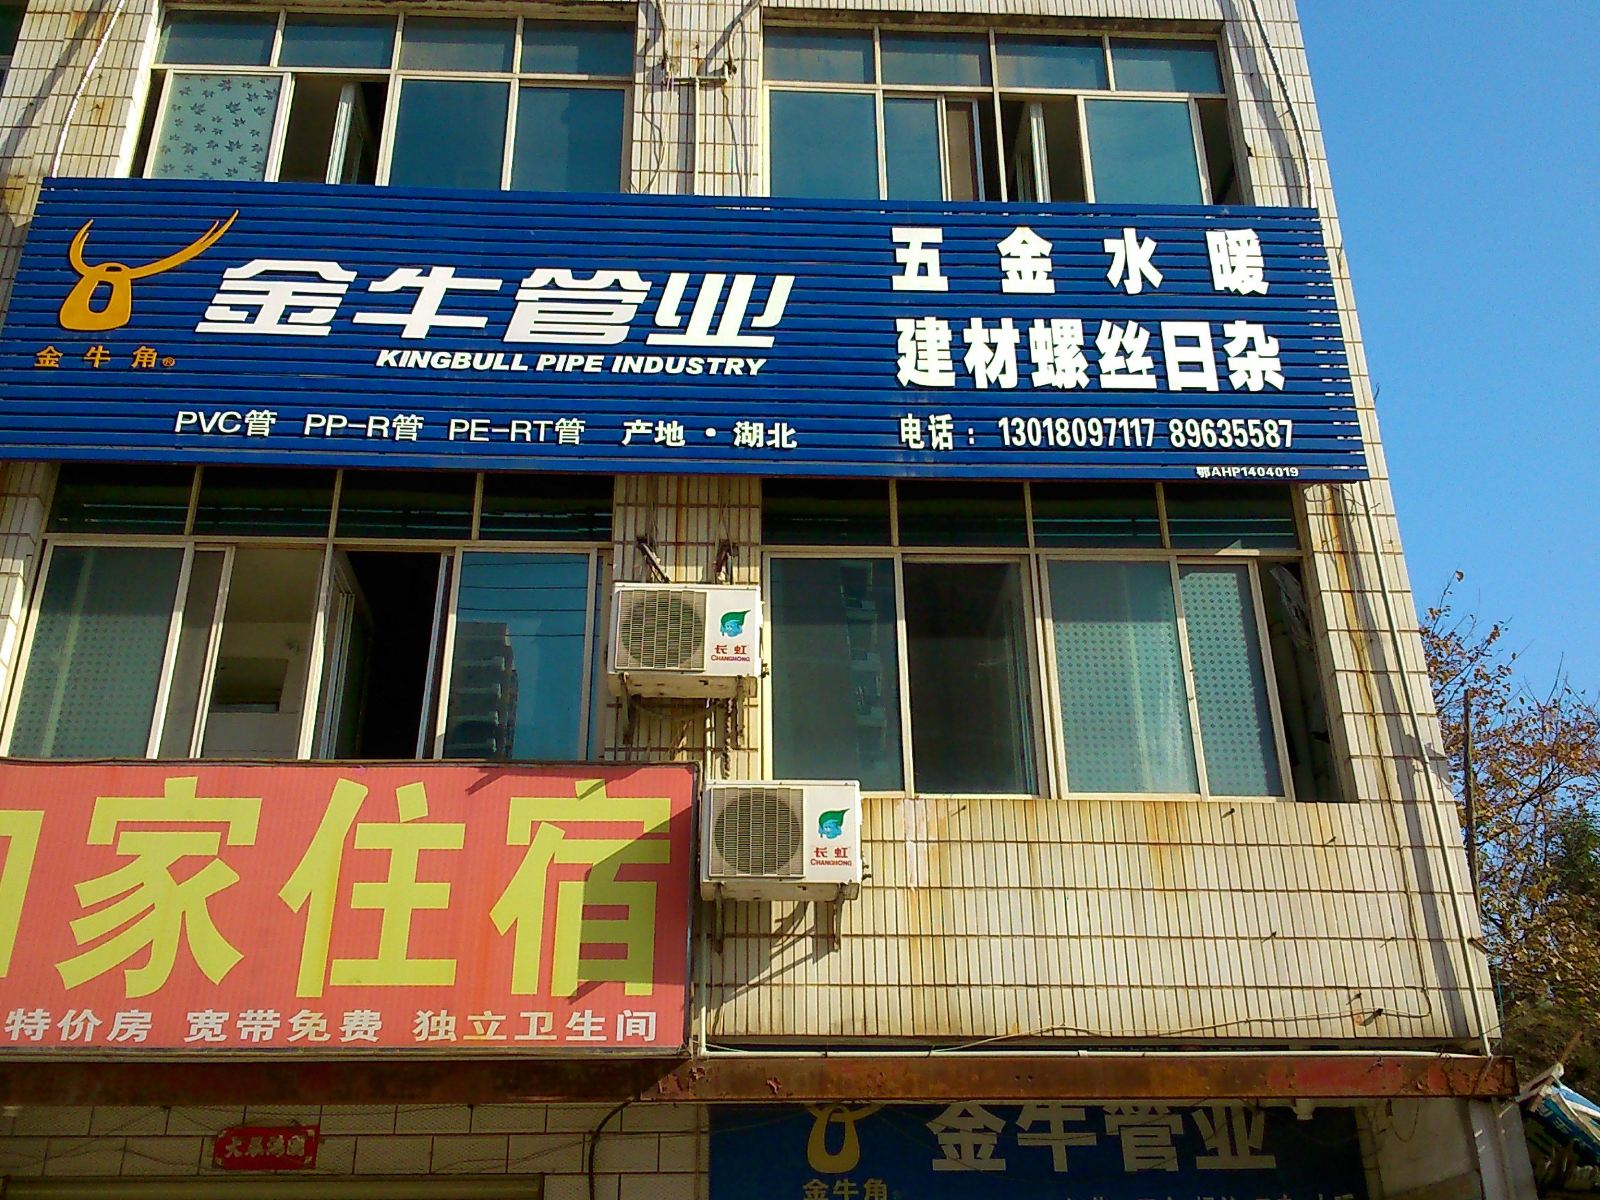 金牛管业
KINGBULL PIPE INDUSTRY
金牛角®
PVC管 PP-R管 PE-RT管 产地·湖北
五金水暖
建材螺丝日杂
电话：13018097117 89635587
鄂AHP1404019
长虹
CHANGHONG
长虹
CHANGHONG
家住宿
特价房 宽带免费 独立卫生间
金牛管业
金牛角